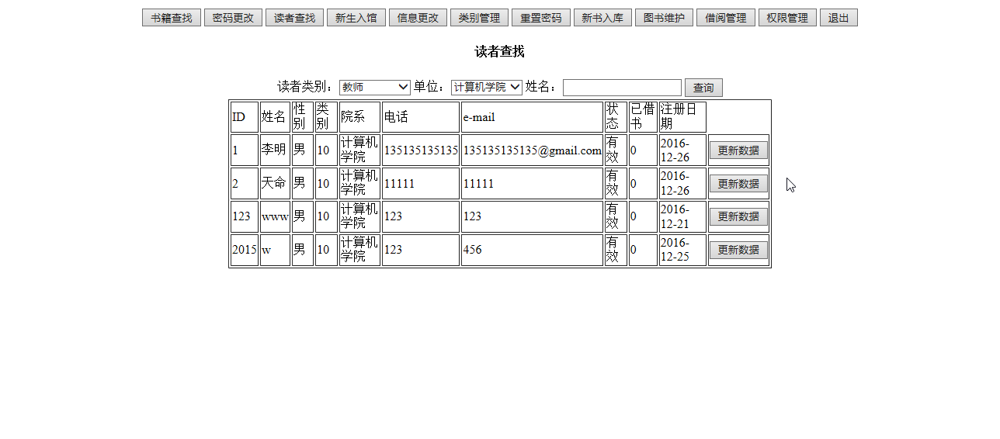 书籍查找 密码更改 读者查找 新生入馆 信息更改 类别管理 重置密码 新书入库 图书维护 借阅管理 权限管理 退出
读者查找
读者类别： 教师 单位： 计算机学院 姓名： 查询
ID 姓名 性别 类别 院系 电话 e-mail 状态 已借书 注册日期
1 李明 男 10 计算机学院 135135135135 135135135135@gmail.com 有效 0 2016-12-26 更新数据
2 天命 男 10 计算机学院 11111 11111 有效 0 2016-12-26 更新数据
123 www 男 10 计算机学院 123 123 有效 0 2016-12-21 更新数据
2015 w 男 10 计算机学院 123 456 有效 0 2016-12-25 更新数据